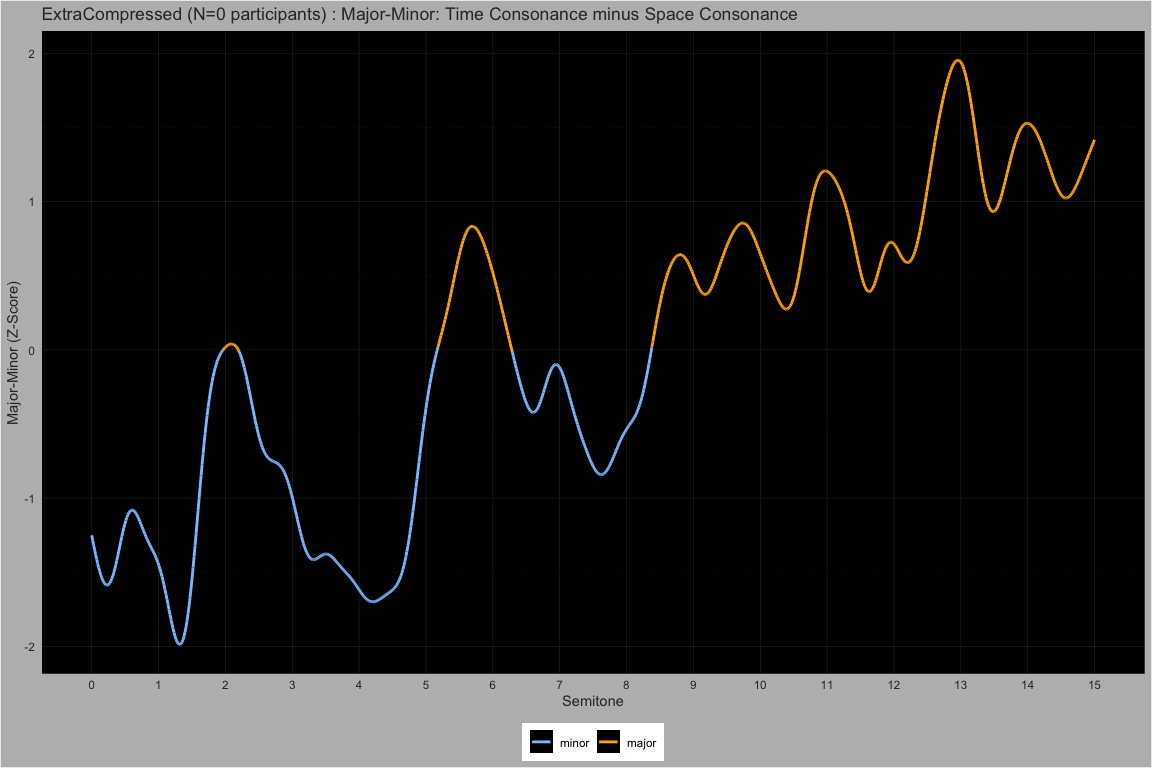 ExtraCompressed (N=0 participants) : Major-Minor: Time Consonance minus Space Consonance
Major-Minor (Z-Score)
2
1
0
-1
-2
0 1 2 3 4 5 6 7 8 9 10 11 12 13 14 15
Semitone
minor major